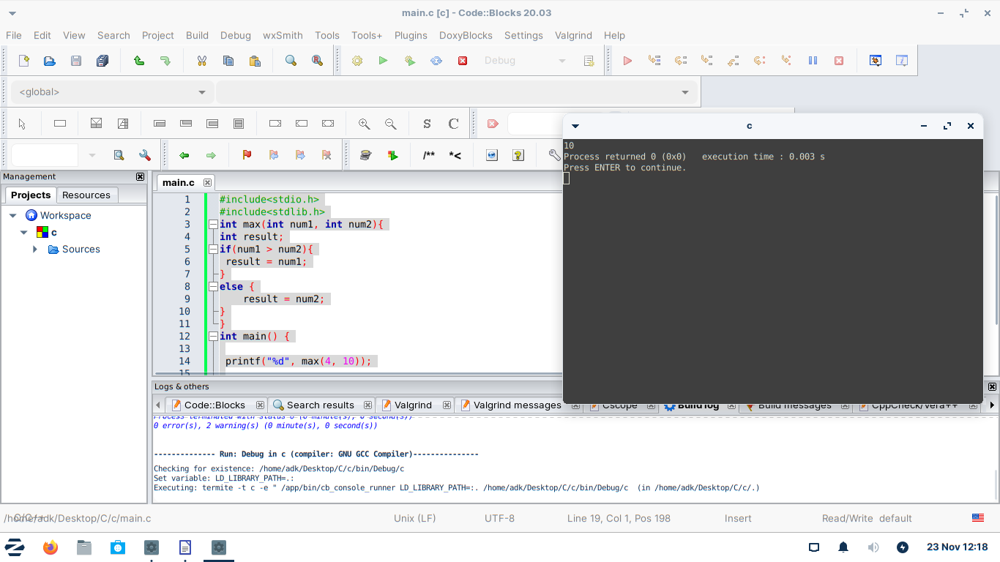 main.c [c] - Code::Blocks 20.03
File Edit View Search Project Build Debug wxSmith Tools Tools+ Plugins DoxyBlocks Settings Valgrind Help
Debug
<global>
S C
/** *<
c
10
Process returned 0 (0x0)   execution time : 0.003 s
Press ENTER to continue.
Management
Projects Resources
Workspace
c
Sources
main.c
1 #include<stdio.h>
2 #include<stdlib.h>
3 int max(int num1, int num2){
4 int result;
5 if(num1 > num2){
6  result = num1;
7 }
8 else {
9     result = num2;
10 }
11 }
12 int main() {
13
14  printf("%d", max(4, 10));
15
Logs & others
Code::Blocks Search results Valgrind Valgrind messages Cscope Build log Build messages CppCheck/Vera++
Process terminated with status 0 (0 minute(s), 0 second(s))
0 error(s), 2 warning(s) (0 minute(s), 0 second(s))
-------------- Run: Debug in c (compiler: GNU GCC Compiler)---------------
Checking for existence: /home/adk/Desktop/C/c/bin/Debug/c
Set variable: LD_LIBRARY_PATH=.:
Executing: termite -t c -e " /app/bin/cb_console_runner LD_LIBRARY_PATH=:. /home/adk/Desktop/C/c/bin/Debug/c  (in /home/adk/Desktop/C/c/.)
/home/adk/Desktop/C/c/main.c C/C++ Unix (LF) UTF-8 Line 19, Col 1, Pos 198 Insert Read/Write default
23 Nov 12:18